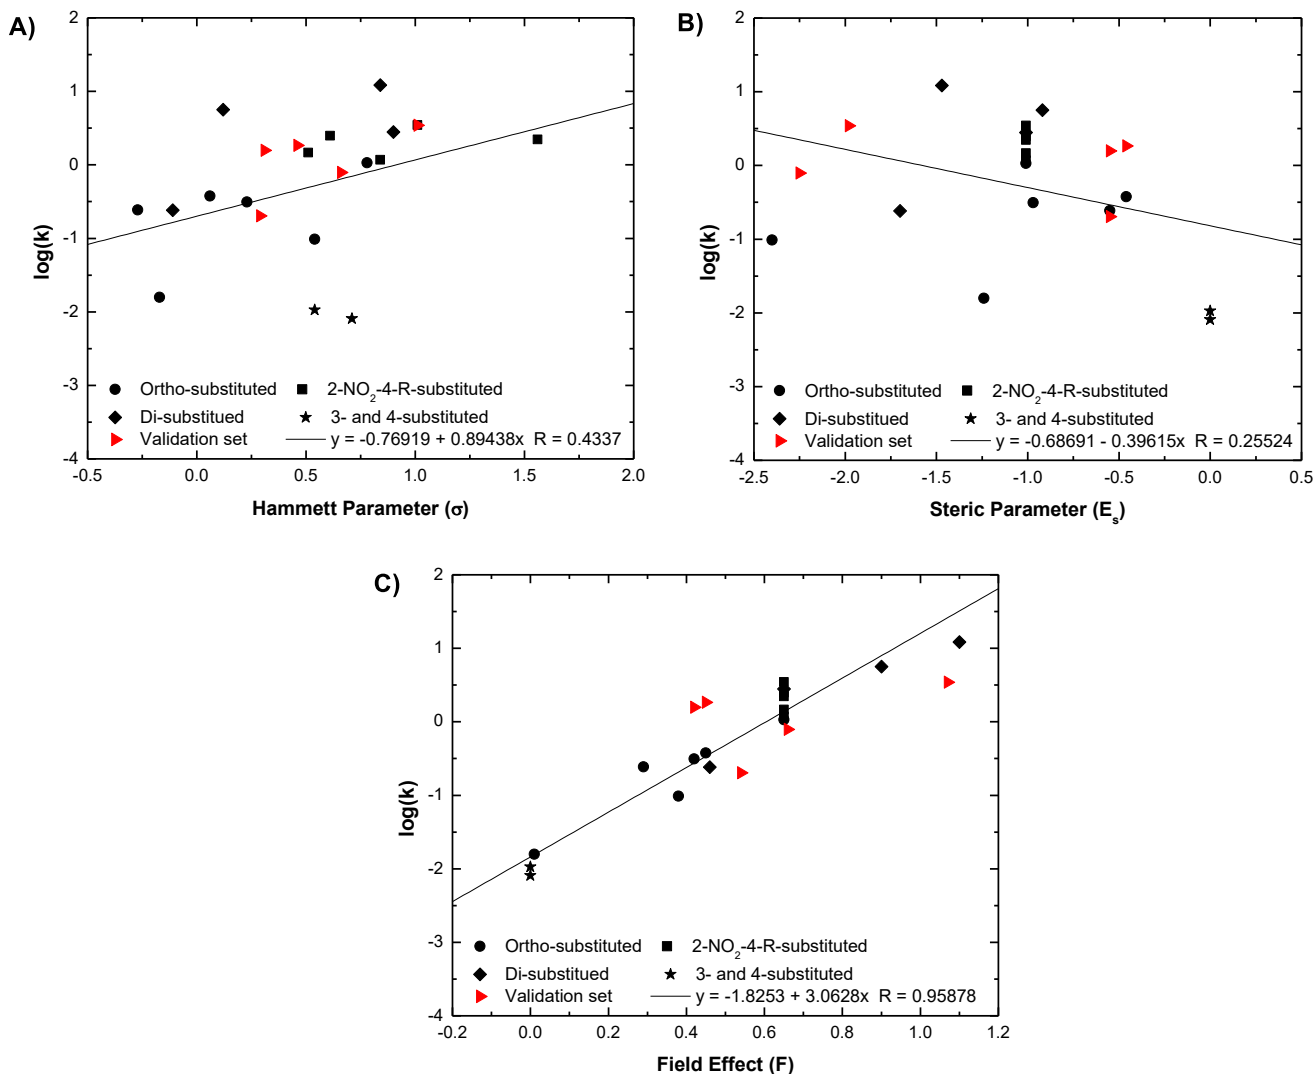 A)
2
1
0
-1
-2
-3
-4
log(k)
Ortho-substituted 2-NO2-4-R-substituted
Di-substitued 3- and 4-substituted
Validation set y = -0.76919 + 0.89438x R = 0.4337
-0.5 0.0 0.5 1.0 1.5 2.0
Hammett Parameter (σ)
B)
2
1
0
-1
-2
-3
-4
log(k)
Ortho-substituted 2-NO2-4-R-substituted
Di-substitued 3- and 4-substituted
Validation set y = -0.68691 - 0.39615x R = 0.25524
-2.5 -2.0 -1.5 -1.0 -0.5 0.0 0.5
Steric Parameter (Es)
C)
2
1
0
-1
-2
-3
-4
log(k)
Ortho-substituted 2-NO2-4-R-substituted
Di-substitued 3- and 4-substituted
Validation set y = -1.8253 + 3.0628x R = 0.95878
-0.2 0.0 0.2 0.4 0.6 0.8 1.0 1.2
Field Effect (F)